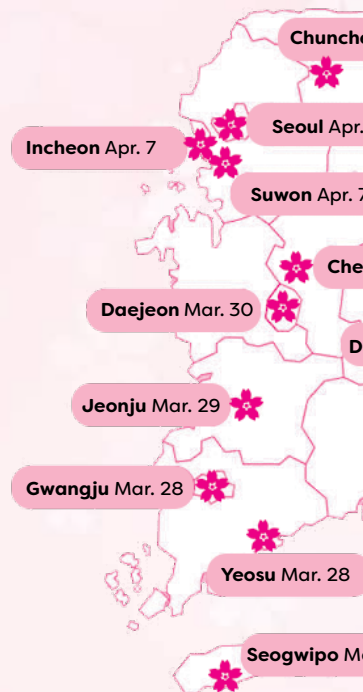 Seoul Apr.
Incheon Apr. 7
Suwon Apr. 7
Daejeon Mar. 30
Jeonju Mar. 29
Gwangju Mar. 28
Yeosu Mar. 28
Seogwipo